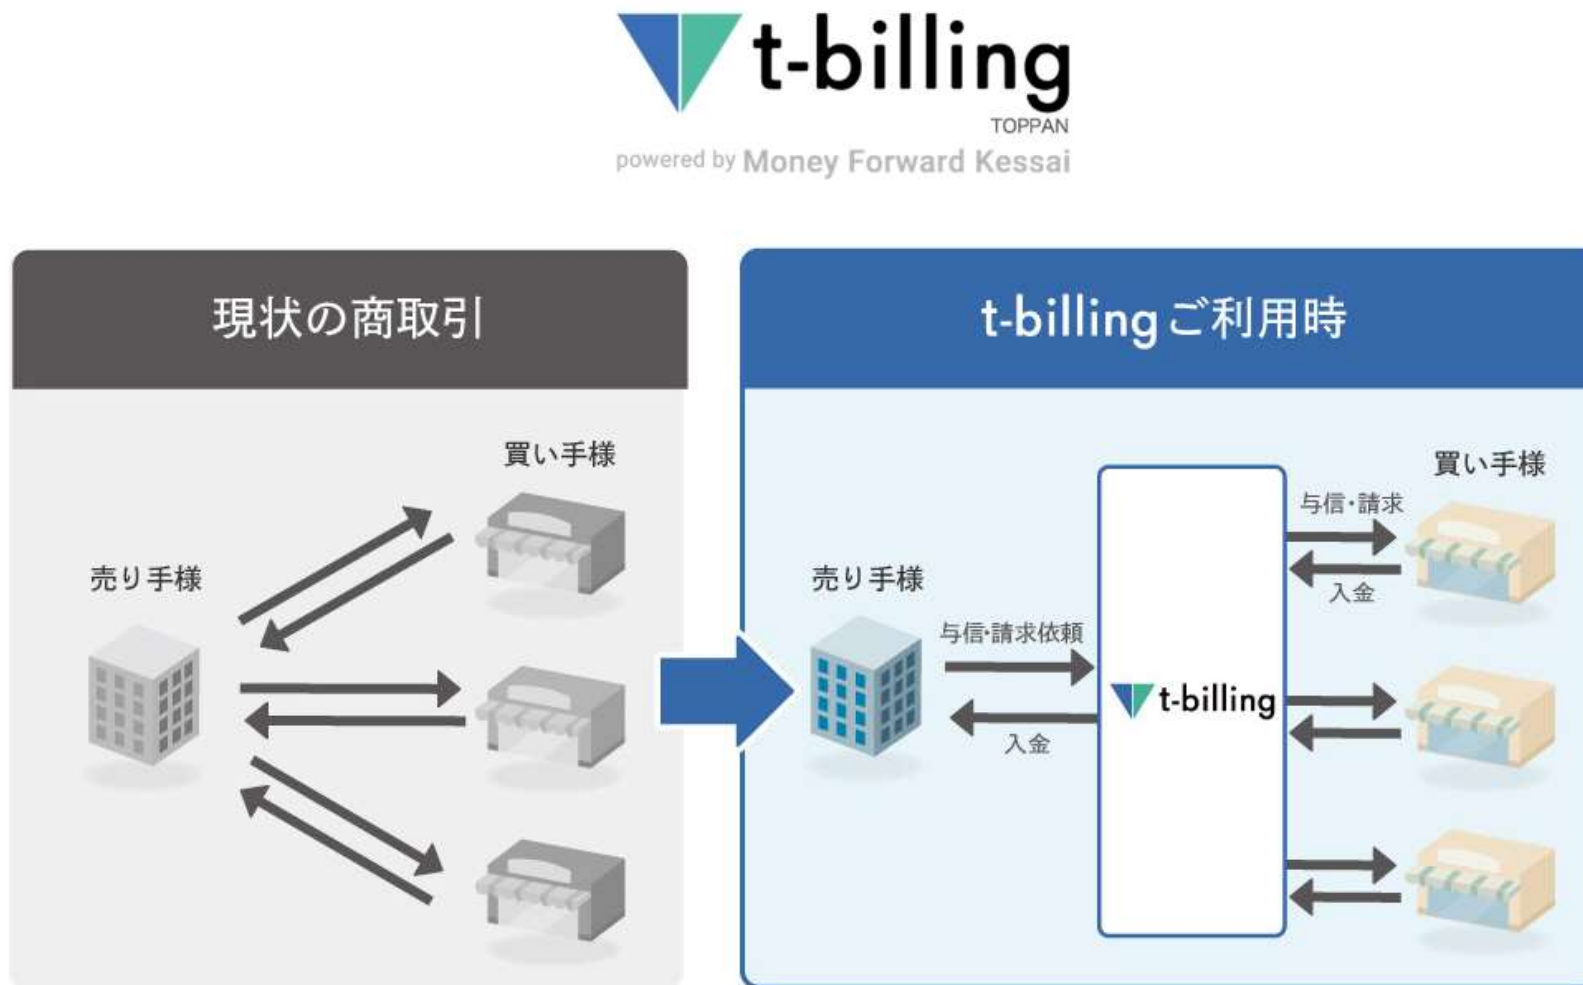 t-billing
TOPPAN
powered by Money Forward Kessai
現状の商取引
買い手様
売り手様
t-billingご利用時
買い手様
与信・請求
入金
売り手様
与信・請求依頼
入金
t-billing